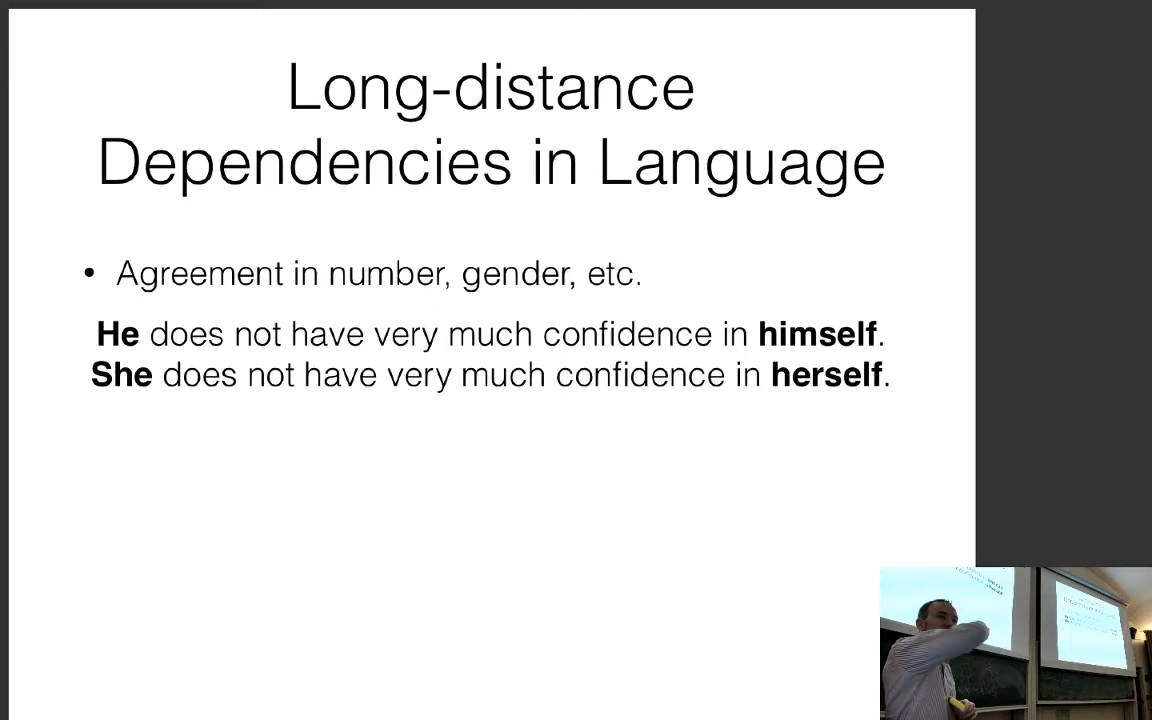 Long-distance
Dependencies in Language
• Agreement in number, gender, etc.
He does not have very much confidence in himself.
She does not have very much confidence in herself.